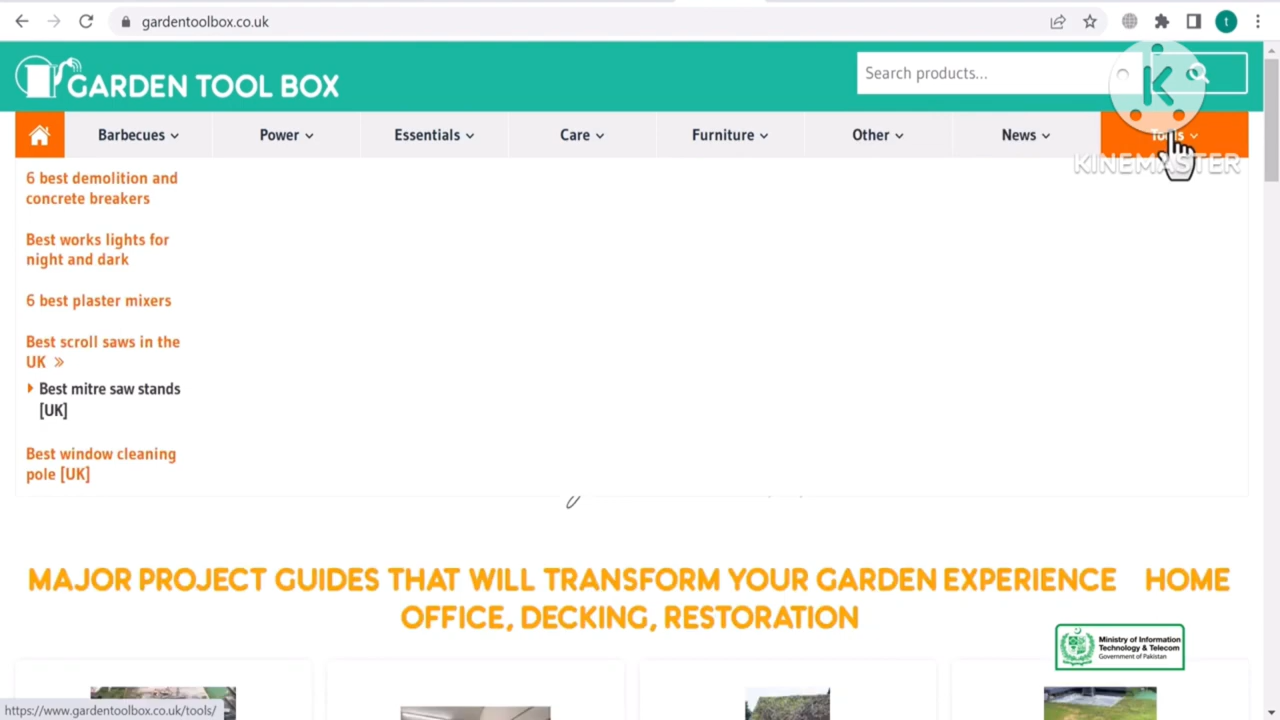 gardentoolbox.co.uk
t
GARDEN TOOL BOX
Search products...
Barbecues
Power
Essentials
Care
Furniture
Other
News
Tools
KINEMASTER
6 best demolition and
concrete breakers
Best works lights for
night and dark
6 best plaster mixers
Best scroll saws in the
UK »
Best mitre saw stands
[UK]
Best window cleaning
pole [UK]
MAJOR PROJECT GUIDES THAT WILL TRANSFORM YOUR GARDEN EXPERIENCE HOME
OFFICE, DECKING, RESTORATION
Ministry of Information
Technology & Telecom
Government of Pakistan
https://www.gardentoolbox.co.uk/tools/